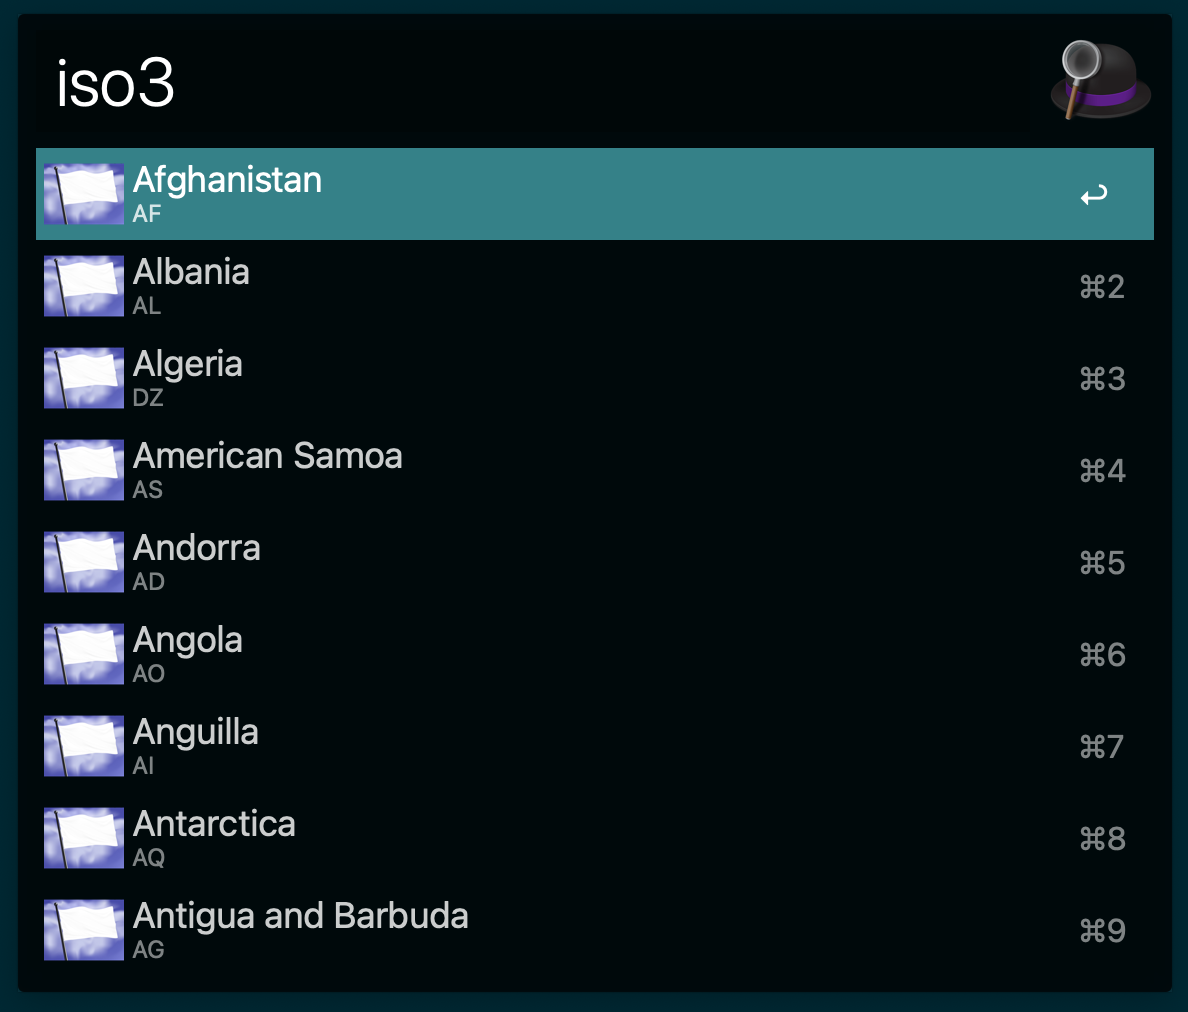 iso3
Afghanistan
AF
Albania
AL
⌘2
Algeria
DZ
⌘3
American Samoa
AS
⌘4
Andorra
AD
⌘5
Angola
AO
⌘6
Anguilla
AI
⌘7
Antarctica
AQ
⌘8
Antigua and Barbuda
AG
⌘9